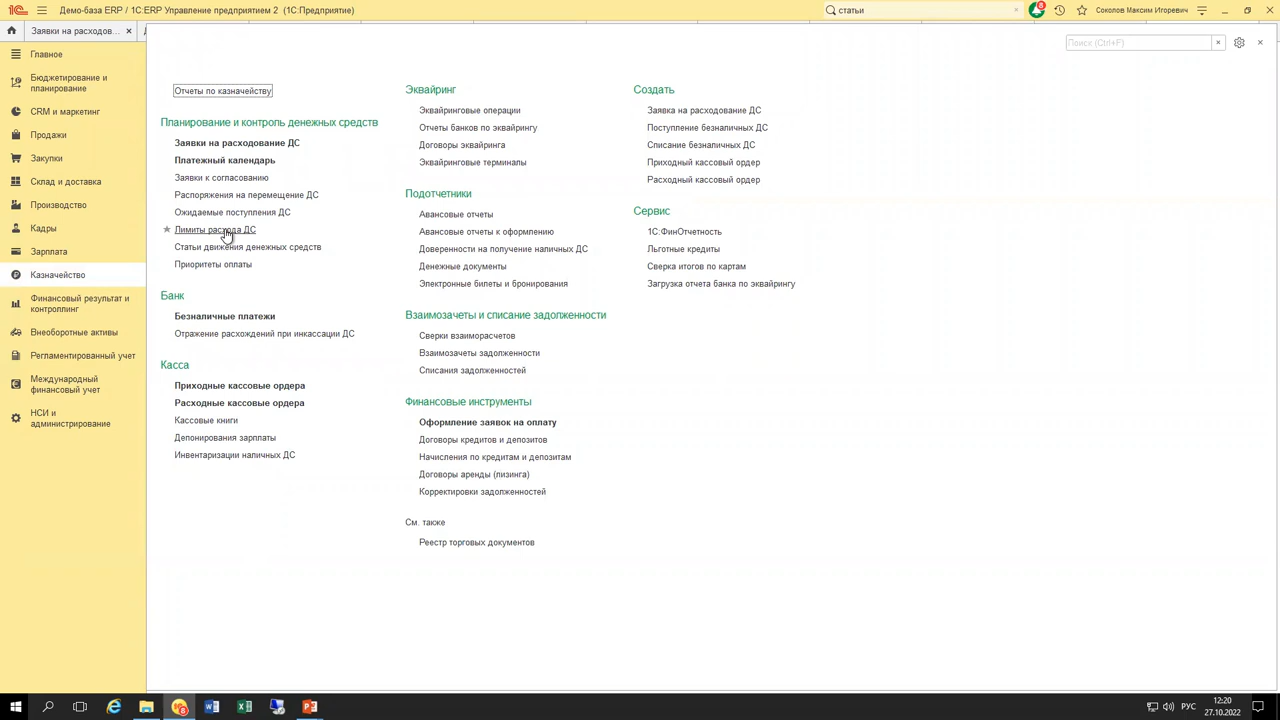 Демо-база ERP / 1С:ERP Управление предприятием 2 (1С:Предприятие)
статьи
8
Соколов Максим Игоревич
Заявки на расходов...
Поиск (Ctrl+F)
Главное
Бюджетирование и
планирование
CRM и маркетинг
Продажи
Закупки
Склад и доставка
Производство
Кадры
Зарплата
Казначейство
Финансовый результат и
контроллинг
Внеоборотные активы
Регламентированный учет
Международный
финансовый учет
НСИ и
администрирование
Отчеты по казначейству
Планирование и контроль денежных средств
Заявки на расходование ДС
Платежный календарь
Заявки к согласованию
Распоряжения на перемещение ДС
Ожидаемые поступления ДС
Лимиты расхода ДС
Статьи движения денежных средств
Приоритеты оплаты
Банк
Безналичные платежи
Отражение расхождений при инкассации ДС
Касса
Приходные кассовые ордера
Расходные кассовые ордера
Кассовые книги
Депонирования зарплаты
Инвентаризации наличных ДС
Эквайринг
Эквайринговые операции
Отчеты банков по эквайрингу
Договоры эквайринга
Эквайринговые терминалы
Подотчетники
Авансовые отчеты
Авансовые отчеты к оформлению
Доверенности на получение наличных ДС
Денежные документы
Электронные билеты и бронирования
Взаимозачеты и списание задолженности
Сверки взаиморасчетов
Взаимозачеты задолженности
Списания задолженностей
Финансовые инструменты
Оформление заявок на оплату
Договоры кредитов и депозитов
Начисления по кредитам и депозитам
Договоры аренды (лизинга)
Корректировки задолженностей
См. также
Реестр торговых документов
Создать
Заявка на расходование ДС
Поступление безналичных ДС
Списание безналичных ДС
Приходный кассовый ордер
Расходный кассовый ордер
Сервис
1С:ФинОтчетность
Льготные кредиты
Сверка итогов по картам
Загрузка отчета банка по эквайрингу
РУС
12:20
27.10.2022